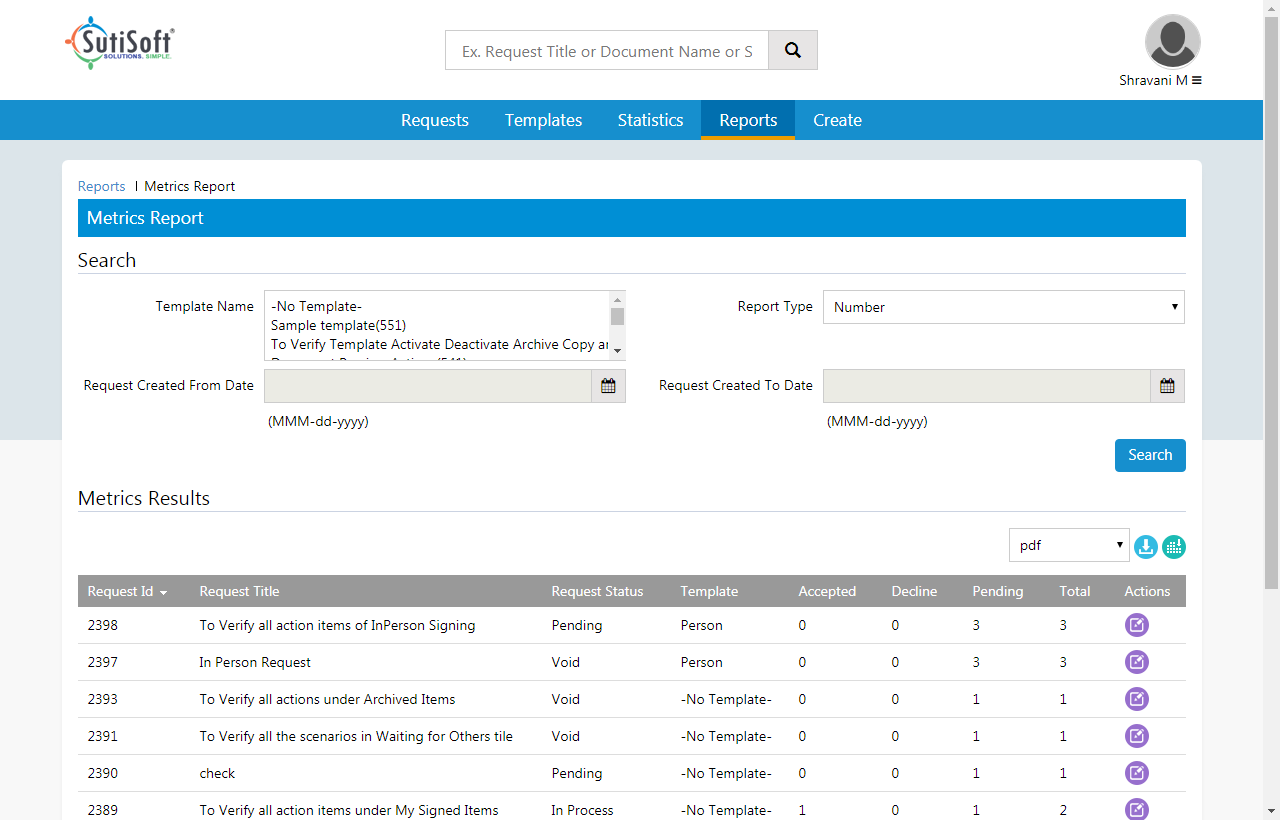 SutiSoft®
SOLUTIONS. SIMPLE.
Ex. Request Title or Document Name or S
Shravani M
Requests Templates Statistics Reports Create
Reports | Metrics Report
Metrics Report
Search
Template Name
-No Template-
Sample template(551)
To Verify Template Activate Deactivate Archive Copy ar
Report Type Number
Request Created From Date
(MMM-dd-yyyy)
Request Created To Date
(MMM-dd-yyyy)
Search
Metrics Results
pdf
Request Id Request Title Request Status Template Accepted Decline Pending Total Actions
2398 To Verify all action items of InPerson Signing Pending Person 0 0 3 3
2397 In Person Request Void Person 0 0 3 3
2393 To Verify all actions under Archived Items Void -No Template- 0 0 1 1
2391 To Verify all the scenarios in Waiting for Others tile Void -No Template- 0 0 1 1
2390 check Pending -No Template- 0 0 1 1
2389 To Verify all action items under My Signed Items In Process -No Template- 1 0 1 2